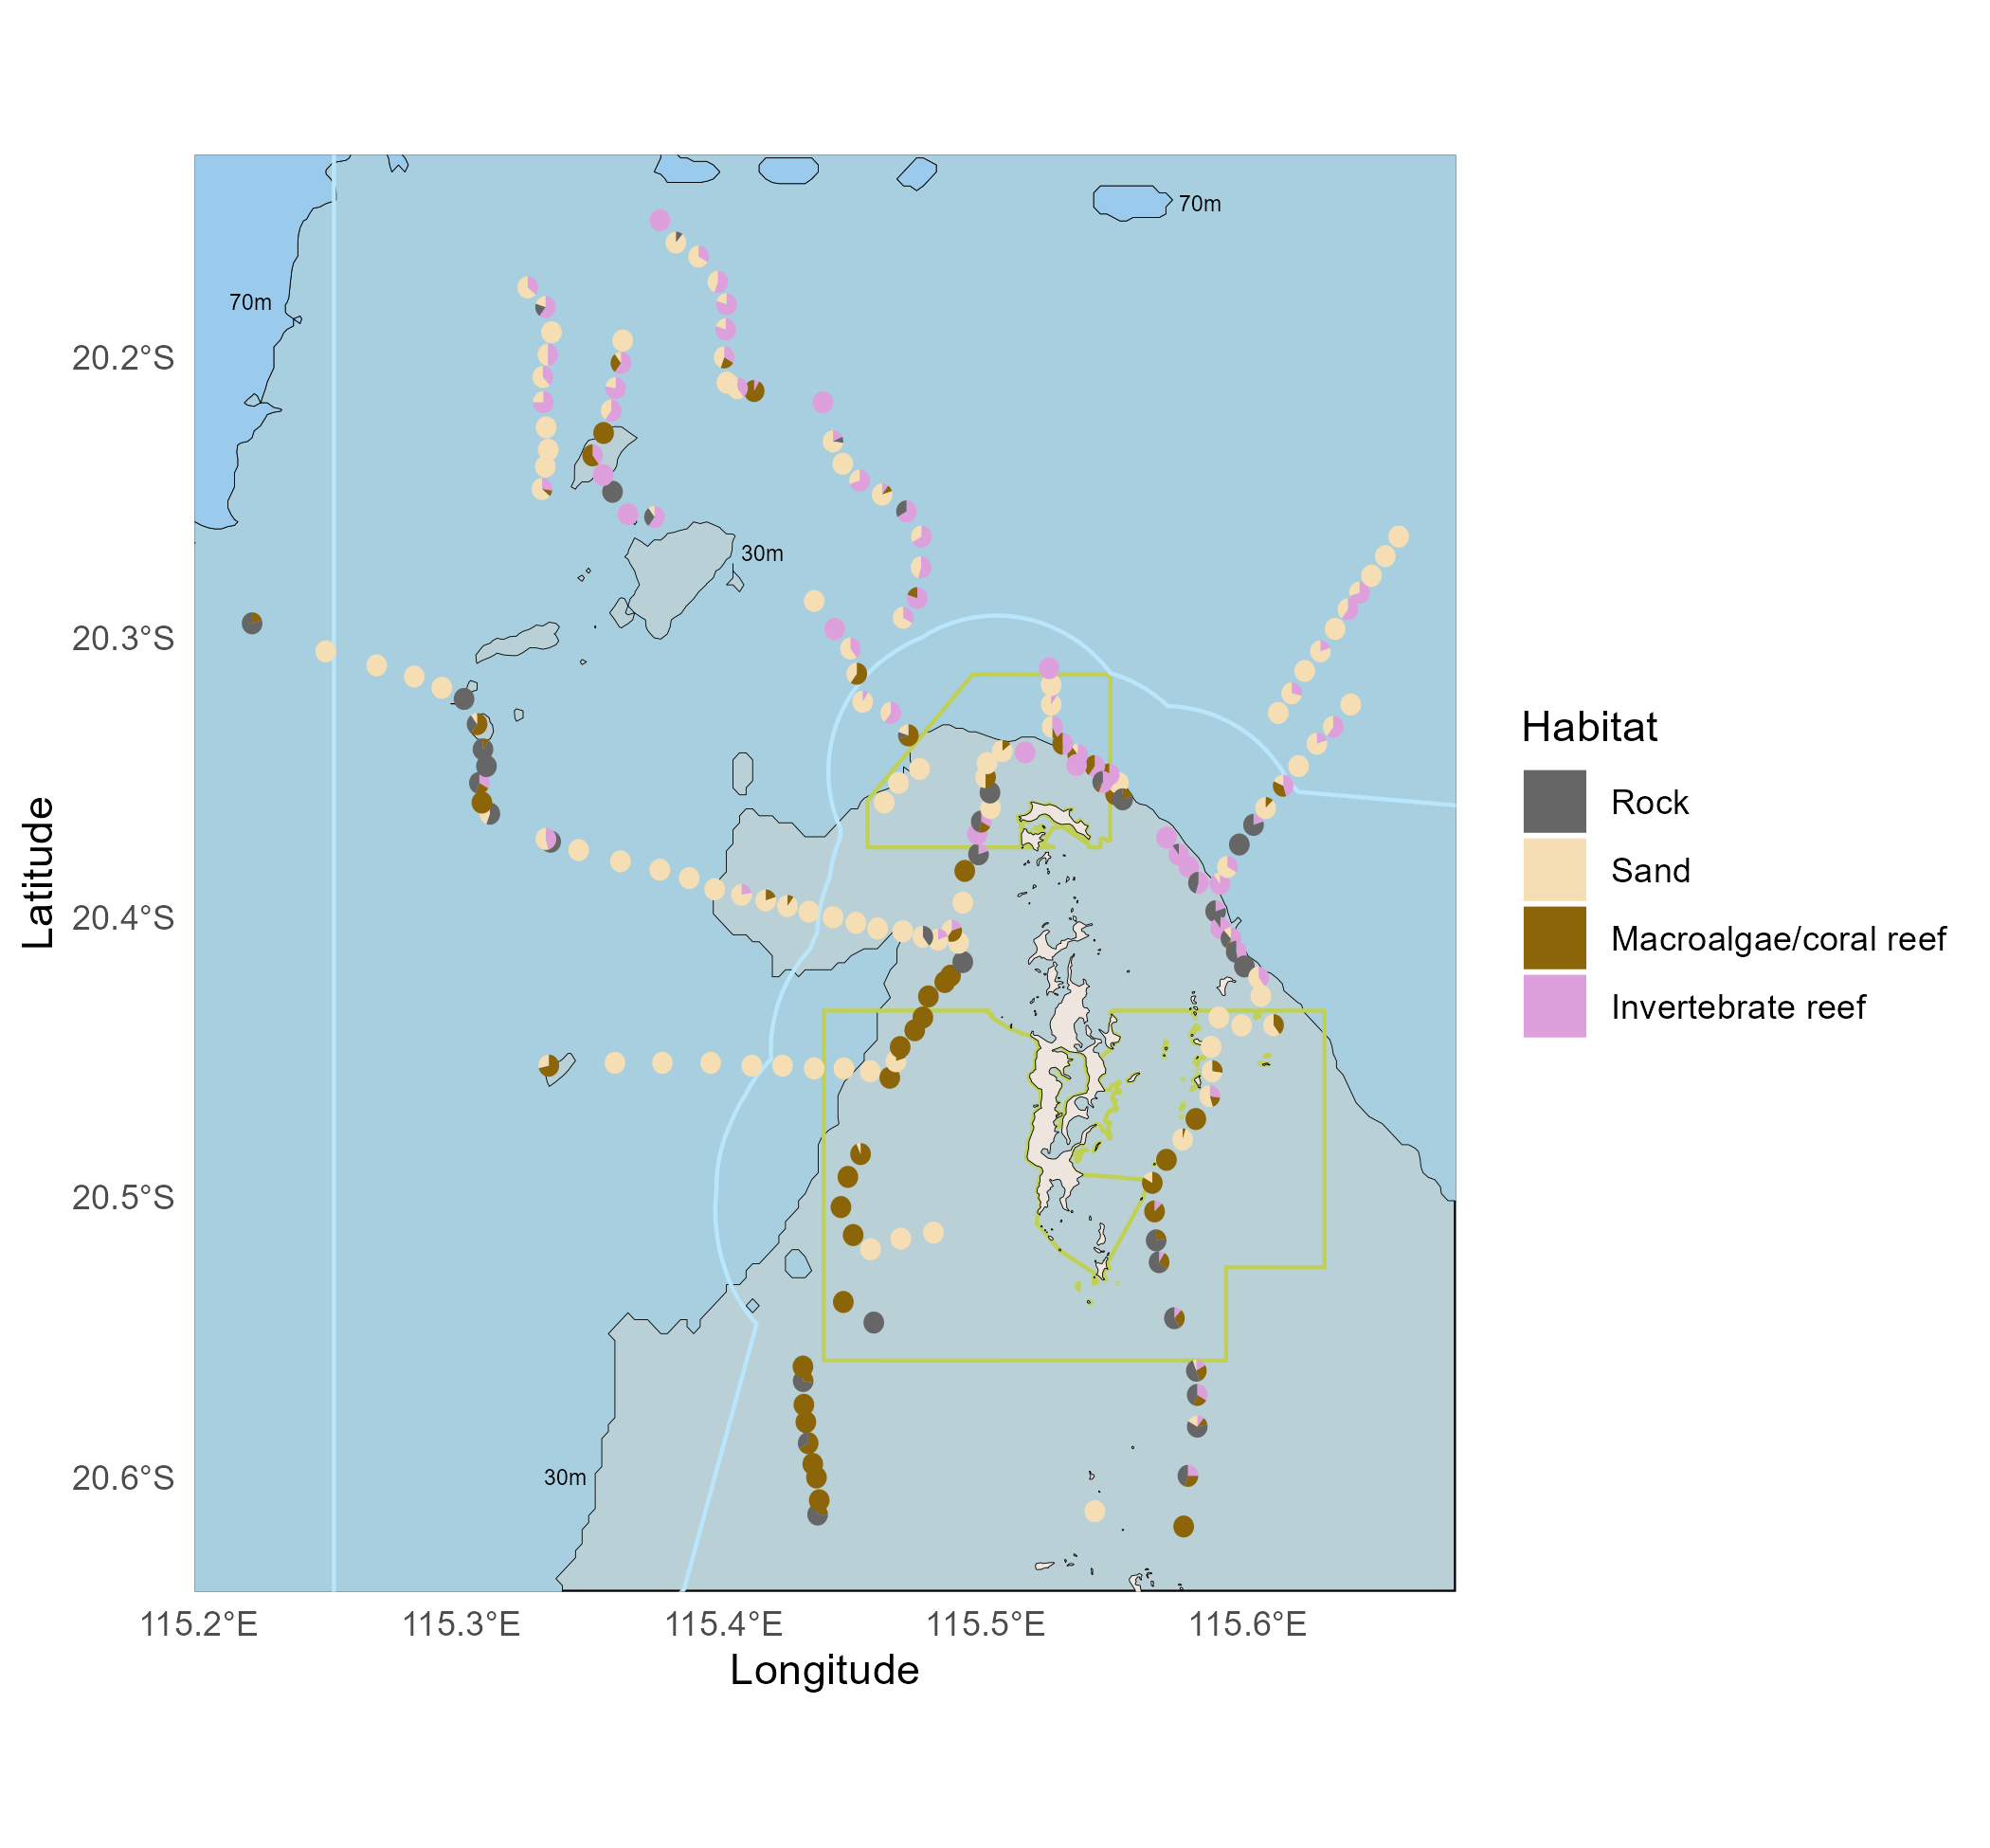 70m
70m
20.2°S
30m
20.3°S
Habitat
Rock
Sand
Macroalgae/coral reef
Invertebrate reef
Latitude
20.4°S
20.5°S
30m
20.6°S
115.2°E 115.3°E 115.4°E 115.5°E 115.6°E
Longitude